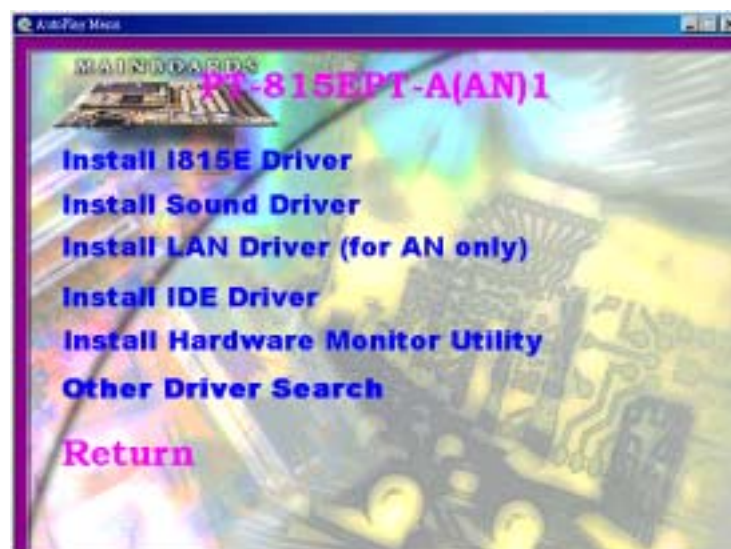 AutoPlay Menu
MAINBOARDS
PT-815EPT-A(AN)1
Install i815E Driver
Install Sound Driver
Install LAN Driver (for AN only)
Install IDE Driver
Install Hardware Monitor Utility
Other Driver Search
Return